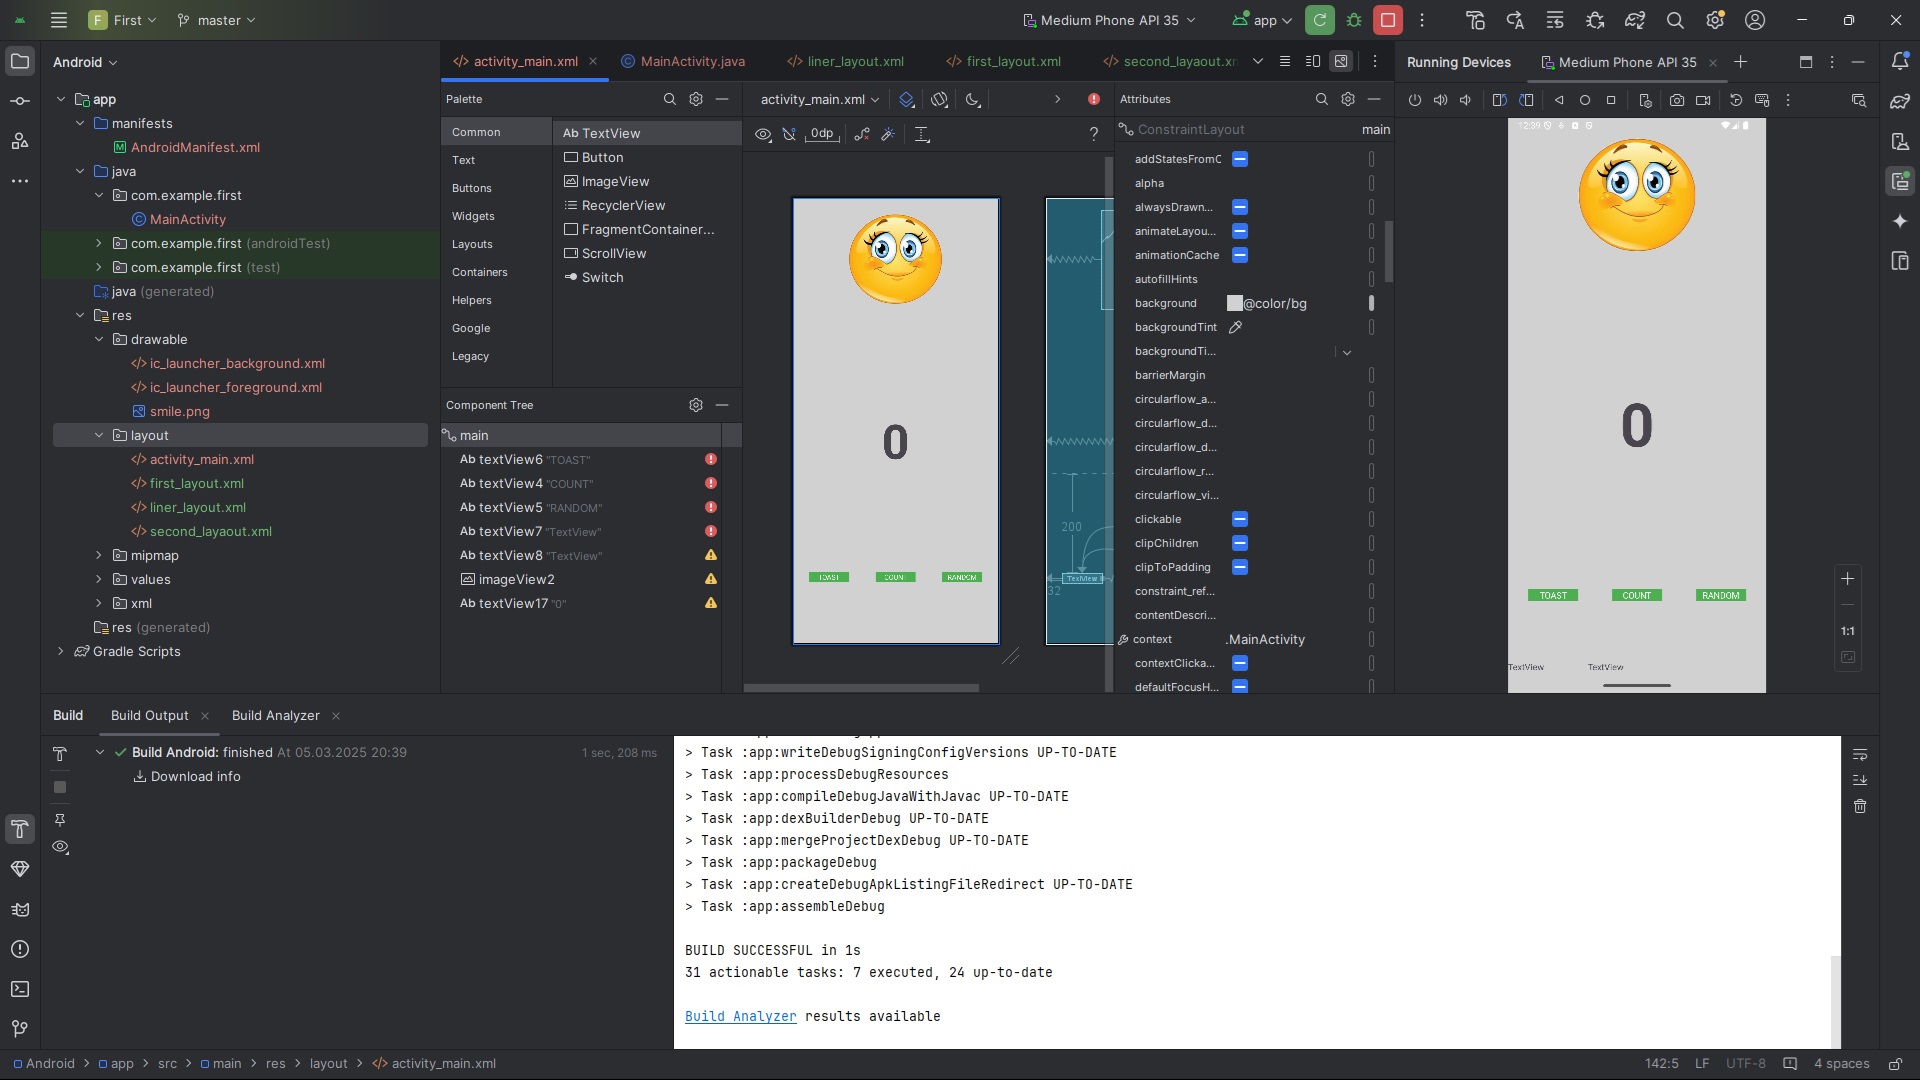 F First
master
Medium Phone API 35
app
Android
app
manifests
AndroidManifest.xml
java
com.example.first
MainActivity
com.example.first (androidTest)
com.example.first (test)
java (generated)
res
drawable
ic_launcher_background.xml
ic_launcher_foreground.xml
smile.png
layout
activity_main.xml
first_layout.xml
liner_layout.xml
second_layaout.xml
mipmap
values
xml
res (generated)
Gradle Scripts
activity_main.xml
MainActivity.java
liner_layout.xml
first_layout.xml
second_layaout.xr
Palette
Common
Text
Buttons
Widgets
Layouts
Containers
Helpers
Google
Legacy
Ab TextView
Button
ImageView
RecyclerView
FragmentContainer...
ScrollView
Switch
Component Tree
main
Ab textView6 "TOAST"
Ab textView4 "COUNT"
Ab textView5 "RANDOM"
Ab textView7 "TextView"
Ab textView8 "TextView"
imageView2
Ab textView17 "0"
activity_main.xml
0dp
?
0
TOAST
COUNT
RANDOM
200
TextView
32
Attributes
ConstraintLayout main
addStatesFromC
alpha
alwaysDrawn...
animateLayou...
animationCache
autofillHints
background @color/bg
backgroundTint
backgroundTi...
barrierMargin
circularflow_a...
circularflow_d...
circularflow_d...
circularflow_r...
circularflow_vi...
clickable
clipChildren
clipToPadding
constraint_ref...
contentDescri...
context .MainActivity
contextClicka...
defaultFocusH...
Running Devices
Medium Phone API 35
12:39
0
TOAST
COUNT
RANDOM
TextView
TextView
1:1
Build
Build Output
Build Analyzer
Build Android: finished At 05.03.2025 20:39 1 sec, 208 ms
Download info
> Task :app:writeDebugSigningConfigVersions UP-TO-DATE
> Task :app:processDebugResources
> Task :app:compileDebugJavaWithJavac UP-TO-DATE
> Task :app:dexBuilderDebug UP-TO-DATE
> Task :app:mergeProjectDexDebug UP-TO-DATE
> Task :app:packageDebug
> Task :app:createDebugApkListingFileRedirect UP-TO-DATE
> Task :app:assembleDebug
BUILD SUCCESSFUL in 1s
31 actionable tasks: 7 executed, 24 up-to-date
Build Analyzer results available
Android > app > src > main > res > layout > activity_main.xml
142:5 LF UTF-8 4 spaces